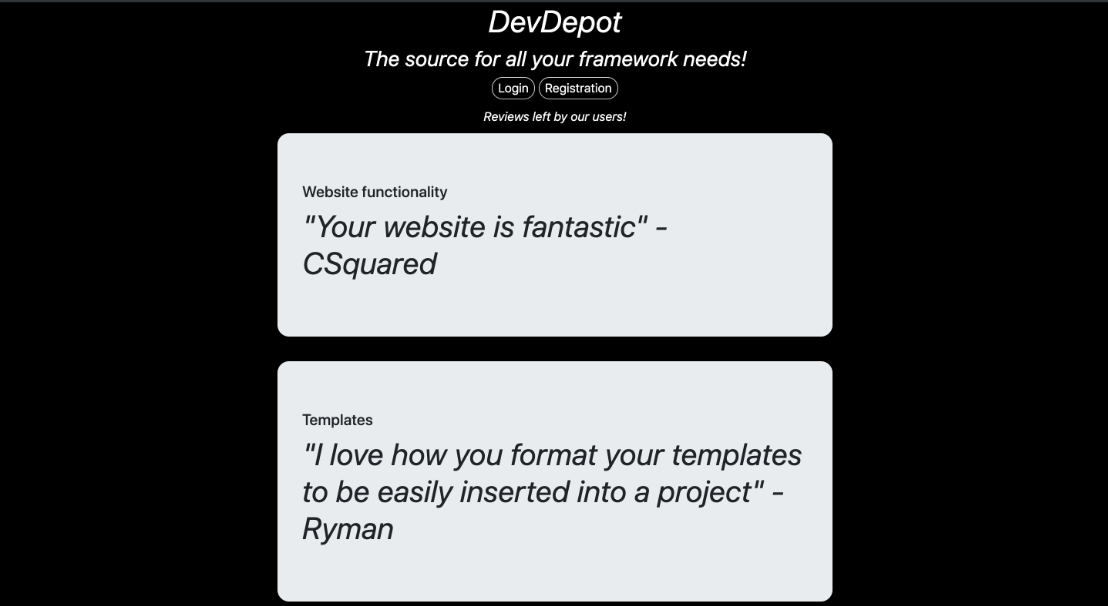 DevDepot
The source for all your framework needs!
Login Registration
Reviews left by our users!
Website functionality
"Your website is fantastic" -
CSquared
Templates
"I love how you format your templates
to be easily inserted into a project" -
Ryman